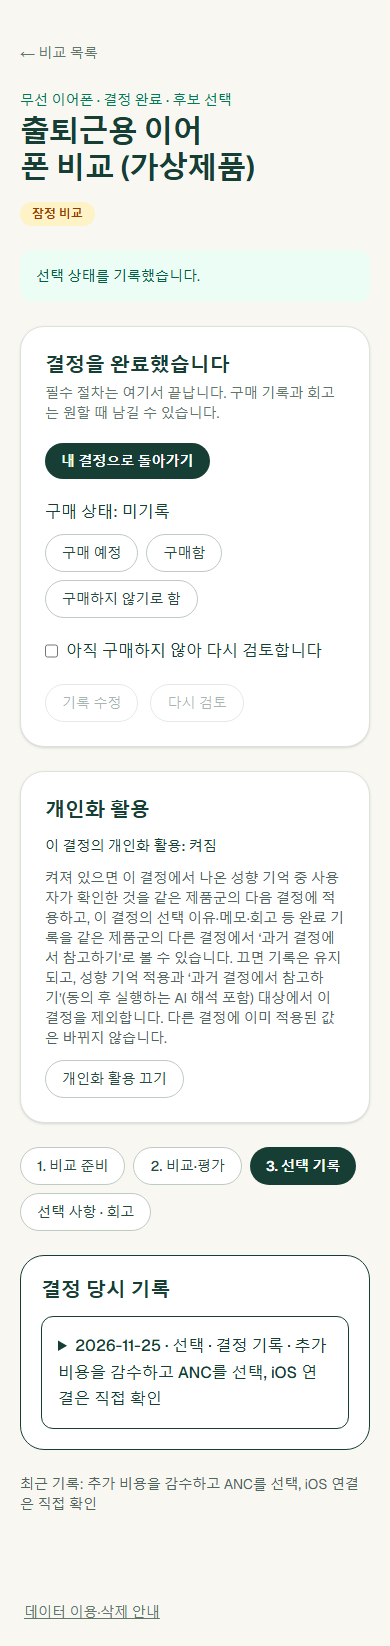 ← 비교 목록
무선 이어폰 · 결정 완료 · 후보 선택
출퇴근용 이어
폰 비교 (가상제품)
잠정 비교
선택 상태를 기록했습니다.
결정을 완료했습니다
필수 절차는 여기서 끝납니다. 구매 기록과 회고
는 원할 때 남길 수 있습니다.
내 결정으로 돌아가기
구매 상태: 미기록
구매 예정
구매함
구매하지 않기로 함
아직 구매하지 않아 다시 검토합니다
기록 수정
다시 검토
개인화 활용
이 결정의 개인화 활용: 켜짐
켜져 있으면 이 결정에서 나온 성향 기억 중 사용
자가 확인한 것을 같은 제품군의 다음 결정에 적
용하고, 이 결정의 선택 이유·메모·회고 등 완료 기
록을 같은 제품군의 다른 결정에서 ‘과거 결정에
서 참고하기’로 볼 수 있습니다. 끄면 기록은 유지
되고, 성향 기억 적용과 ‘과거 결정에서 참고하
기’(동의 후 실행하는 AI 해석 포함) 대상에서 이
결정을 제외합니다. 다른 결정에 이미 적용된 값
은 바뀌지 않습니다.
개인화 활용 끄기
1. 비교 준비
2. 비교·평가
3. 선택 기록
선택 사항 · 회고
결정 당시 기록
▶ 2026-11-25 · 선택 · 결정 기록 · 추가
비용을 감수하고 ANC를 선택, iOS 연
결은 직접 확인
최근 기록: 추가 비용을 감수하고 ANC를 선택, iOS 연결
은 직접 확인
데이터 이용·삭제 안내